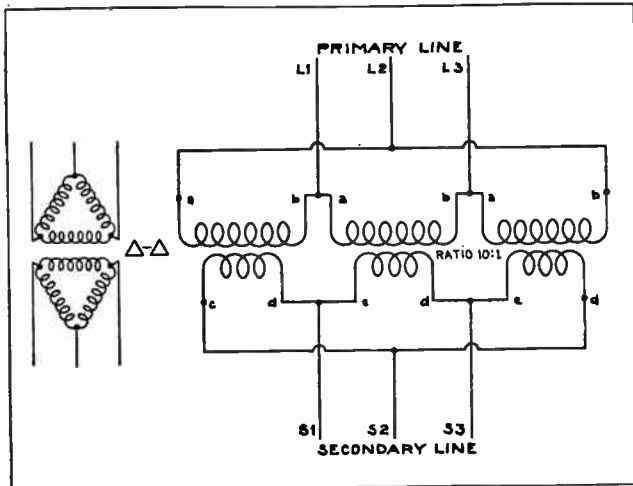 PRIMARY LINE
L1 L2 L3
a b a b a b
Δ-Δ
RATIO 10:1
c d c d c d
S1 S2 S3
SECONDARY LINE